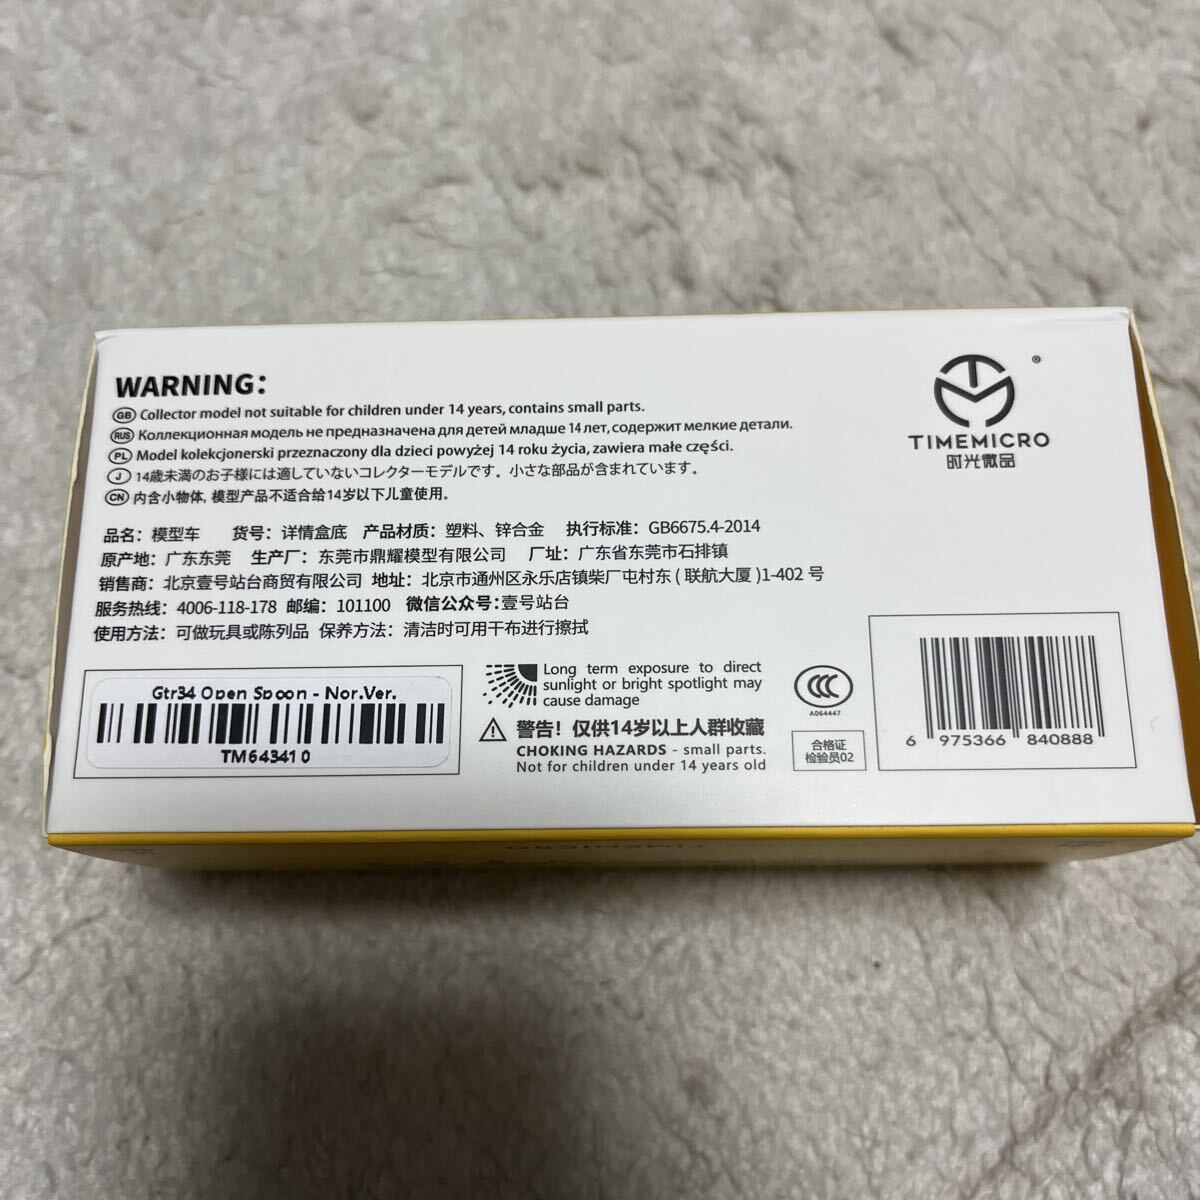 WARNING:
GB Collector model not suitable for children under 14 years, contains small parts.
RUS Коллекционная модель не предназначена для детей младше 14 лет, содержит мелкие детали.
PL Model kolekcjonerski przeznaczony dla dzieci powyżej 14 roku życia, zawiera małe części.
J 14歳未満のお子様には適していないコレクターモデルです。小さな部品が含まれています。
CN 内含小物体, 模型产品不适合给14岁以下儿童使用。
®
TIMEMICRO
时光微品
品名：模型车 货号：详情盒底 产品材质：塑料、锌合金 执行标准：GB6675.4-2014
原产地：广东东莞 生产厂：东莞市鼎耀模型有限公司 厂址：广东省东莞市石排镇
销售商：北京壹号站台商贸有限公司 地址：北京市通州区永乐店镇柴厂屯村东 ( 联航大厦 )1-402 号
服务热线：4006-118-178 邮编：101100 微信公众号：壹号站台
使用方法：可做玩具或陈列品 保养方法：清洁时可用干布进行擦拭
Gtr34 Open Spoon - Nor.Ver.
TM643410
Long term exposure to direct
sunlight or bright spotlight may
cause damage
警告！仅供14岁以上人群收藏
CHOKING HAZARDS - small parts.
Not for children under 14 years old
CCC
A064447
合格证
检验员02
6 975366 840888
TIMEMICRO